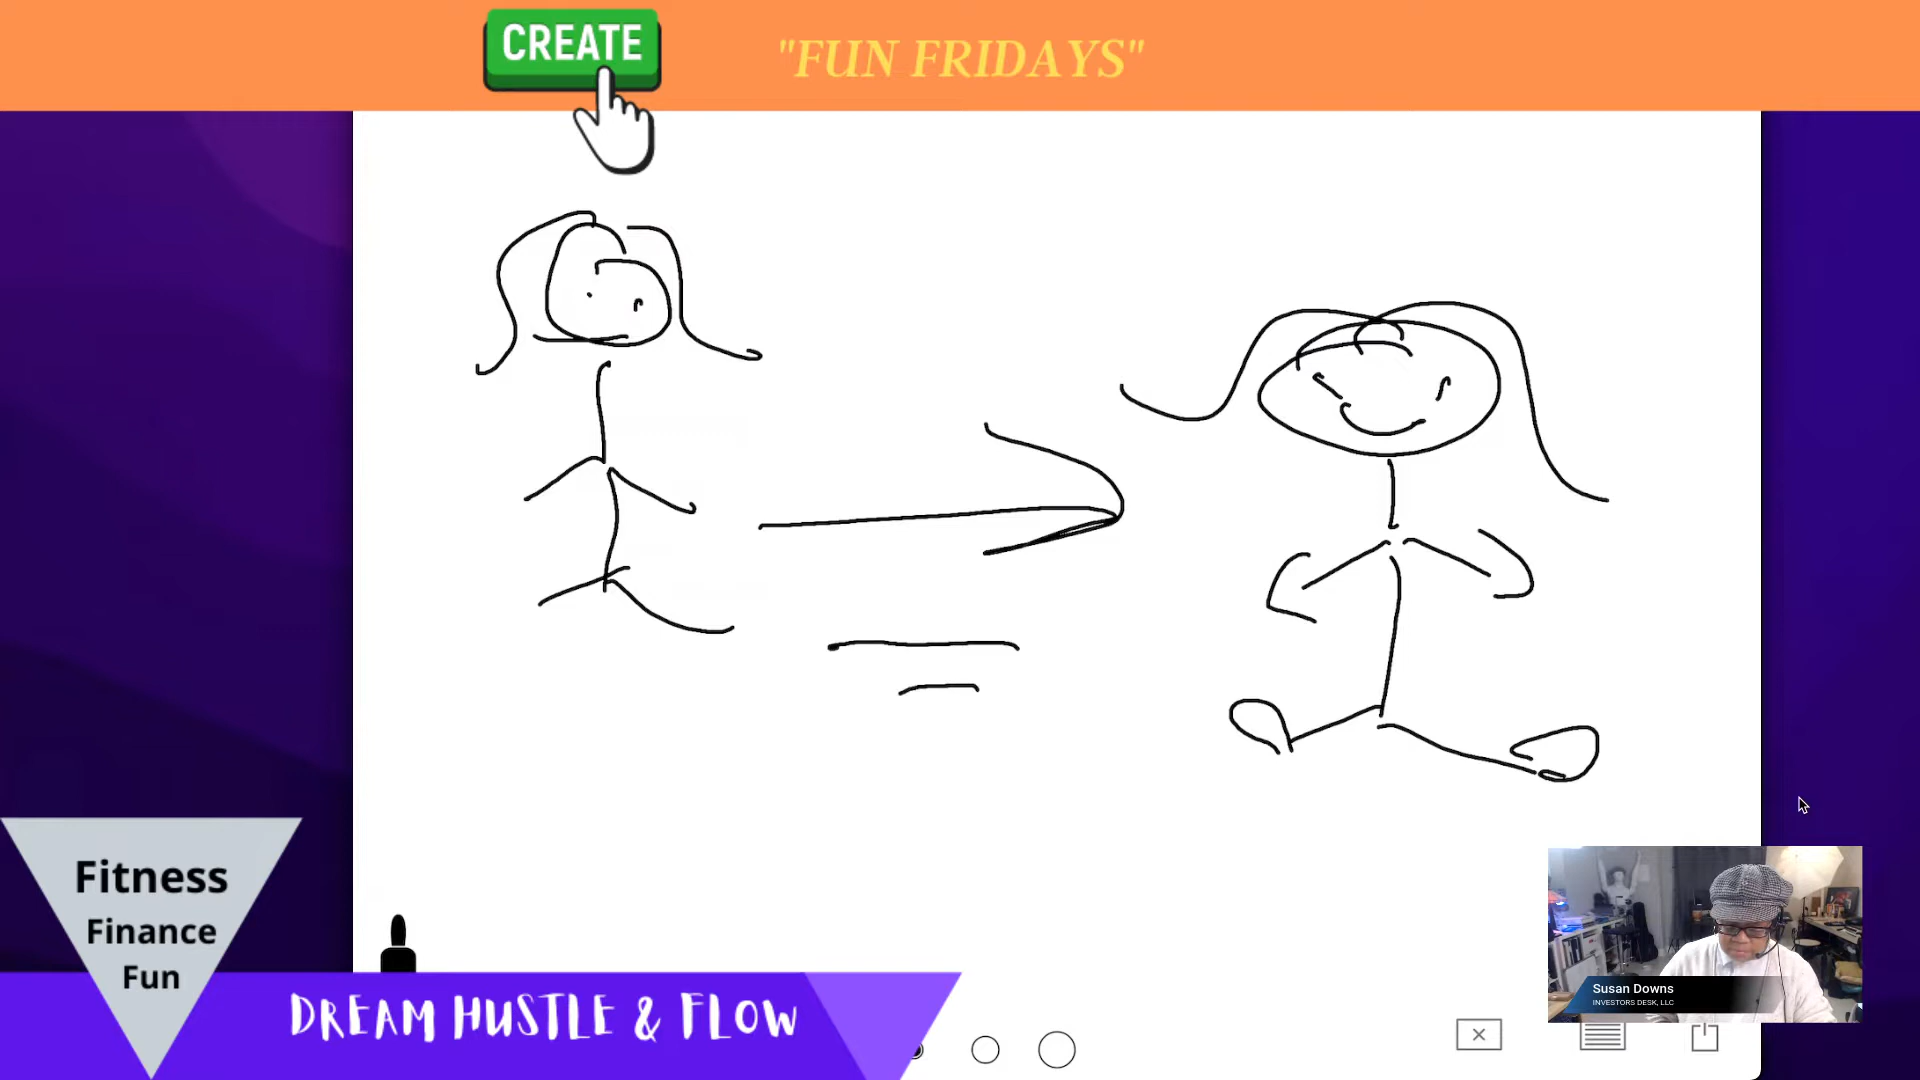 CREATE
"FUN FRIDAYS"
Fitness
Finance
Fun
DREAM HUSTLE & FLOW
Susan Downs
INVESTORS DESK, LLC